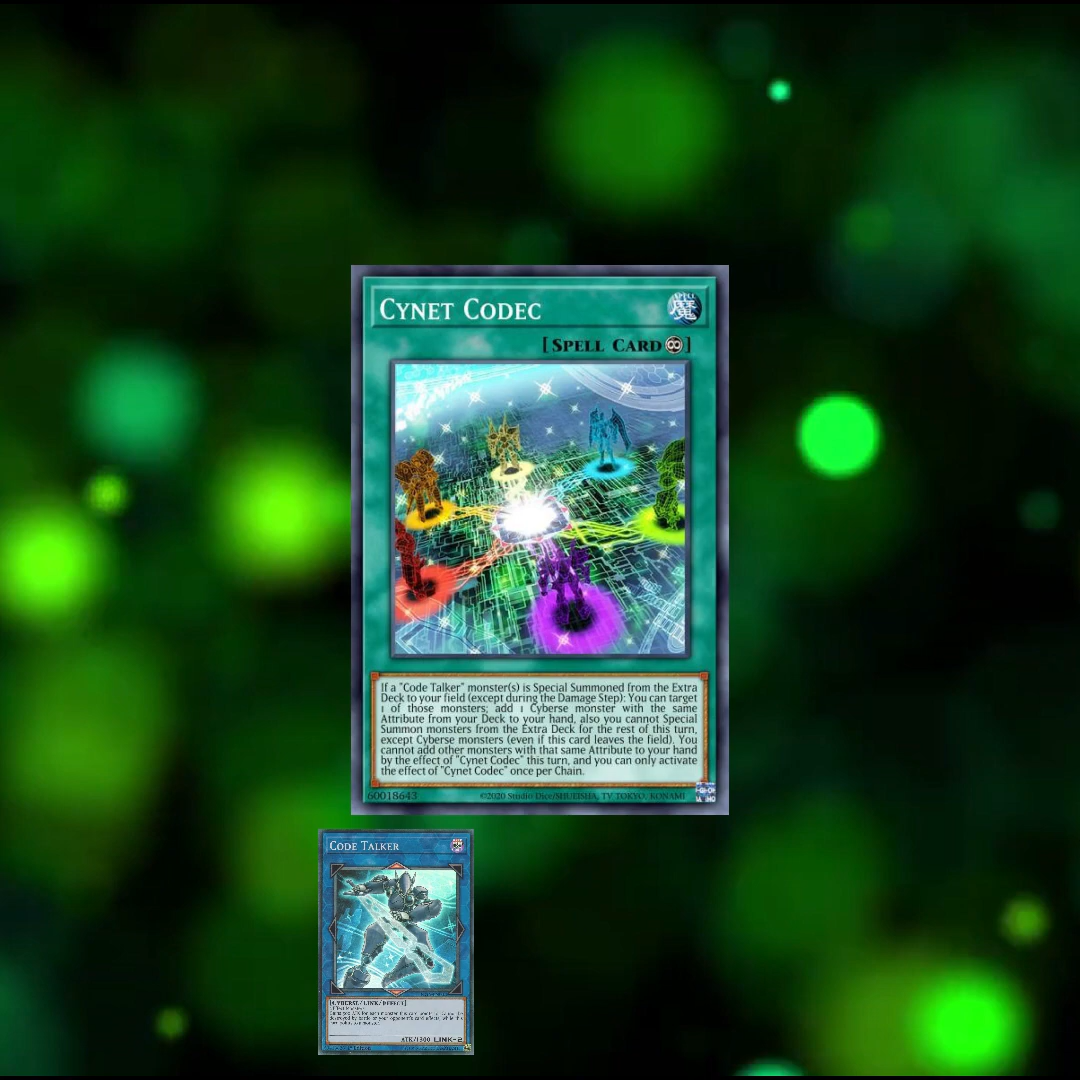 CYNET CODEC
SPELL
魔
[SPELL CARD]
If a "Code Talker" monster(s) is Special Summoned from the Extra
Deck to your field (except during the Damage Step): You can target
1 of those monsters; add 1 Cyberse monster with the same
Attribute from your Deck to your hand, also you cannot Special
Summon monsters from the Extra Deck for the rest of this turn,
except Cyberse monsters (even if this card leaves the field). You
cannot add other monsters with that same Attribute to your hand
by the effect of "Cynet Codec" this turn, and you can only activate
the effect of "Cynet Codec" once per Chain.
60018643
©2020 Studio Dice/SHUEISHA, TV TOKYO, KONAMI
CODE TALKER
[CYBERSE/LINK/EFFECT]
ATK/1300 LINK-2